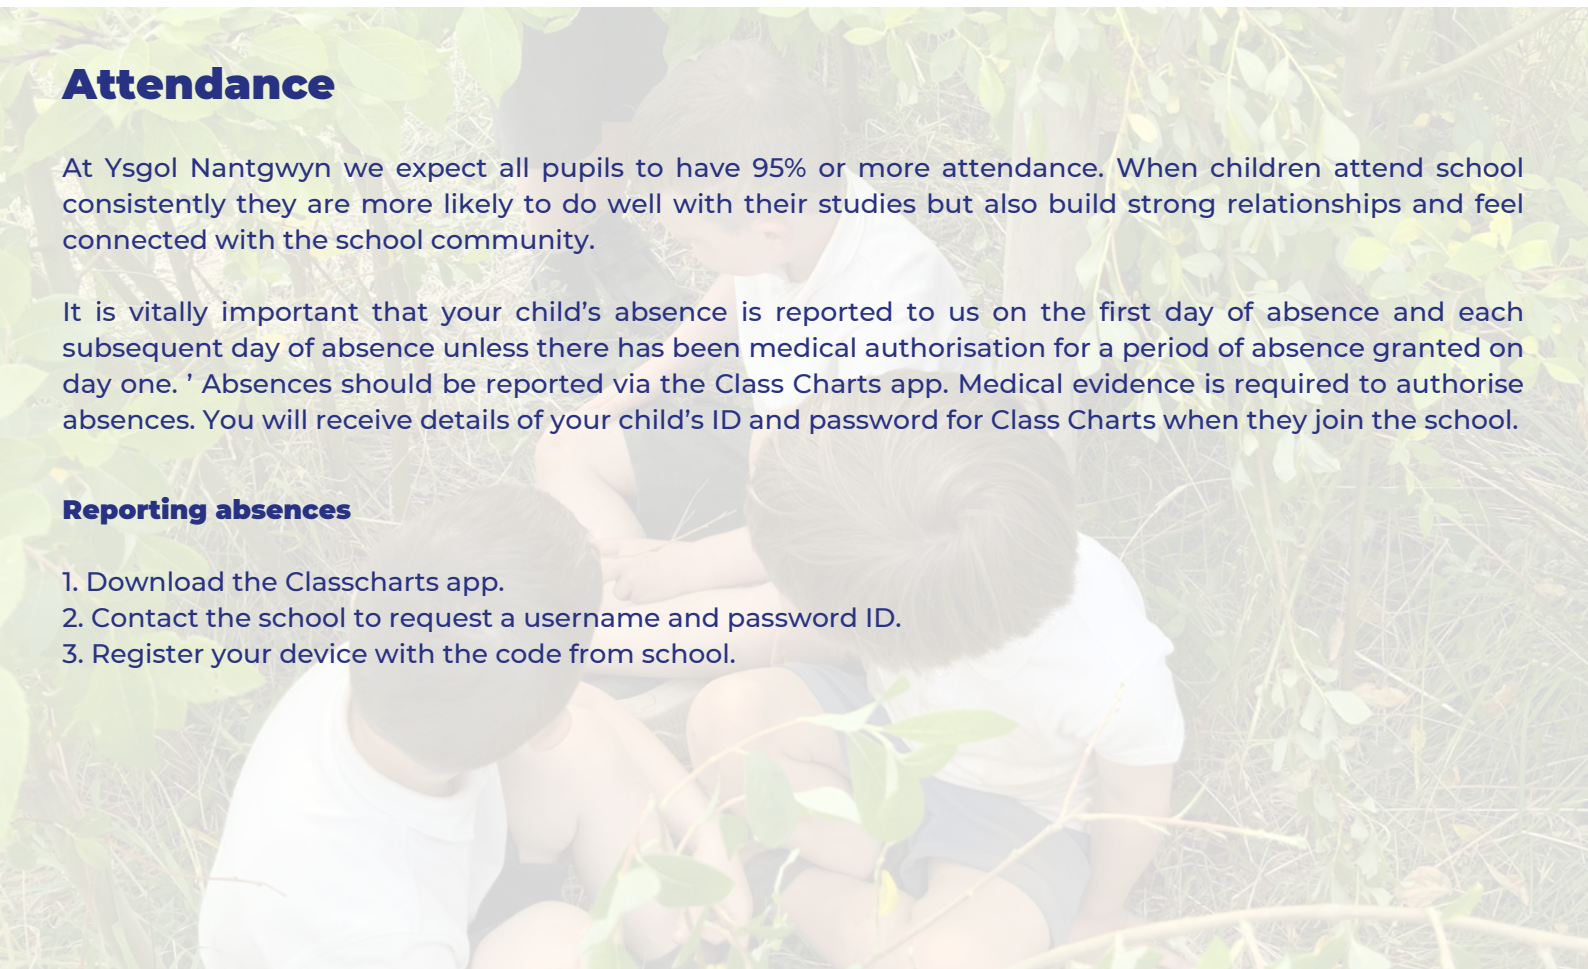 Attendance
At Ysgol Nantgwyn we expect all pupils to have 95% or more attendance. When children attend school
consistently they are more likely to do well with their studies but also build strong relationships and feel
connected with the school community.
It is vitally important that your child’s absence is reported to us on the first day of absence and each
subsequent day of absence unless there has been medical authorisation for a period of absence granted on
day one. ’ Absences should be reported via the Class Charts app. Medical evidence is required to authorise
absences. You will receive details of your child’s ID and password for Class Charts when they join the school.
Reporting absences
1. Download the Classcharts app.
2. Contact the school to request a username and password ID.
3. Register your device with the code from school.